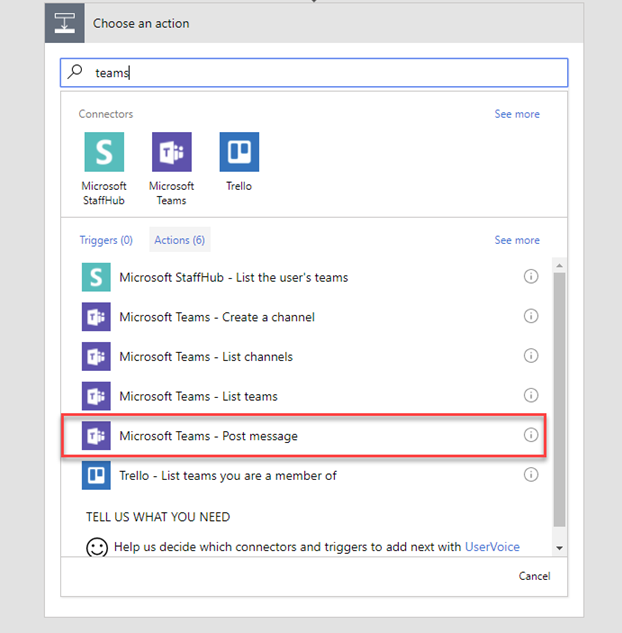 Choose an action
teams
Connectors
See more
S
Microsoft
StaffHub
Microsoft
Teams
Trello
Triggers (0)
Actions (6)
See more
Microsoft StaffHub - List the user's teams
Microsoft Teams - Create a channel
Microsoft Teams - List channels
Microsoft Teams - List teams
Microsoft Teams - Post message
Trello - List teams you are a member of
TELL US WHAT YOU NEED
Help us decide which connectors and triggers to add next with UserVoice
Cancel